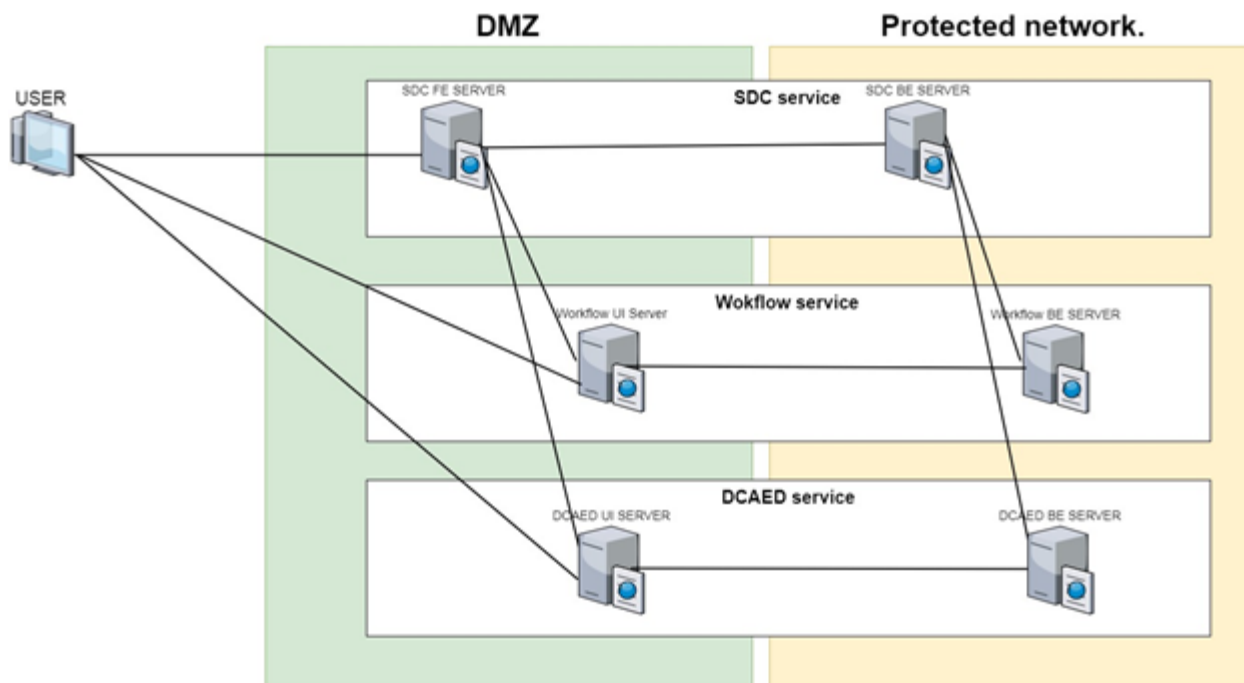 DMZ
Protected network.
USER
SDC FE SERVER
SDC service
SDC BE SERVER
Wokflow service
Workflow UI Server
Workflow BE SERVER
DCAED service
DCAED UI SERVER
DCAED BE SERVER